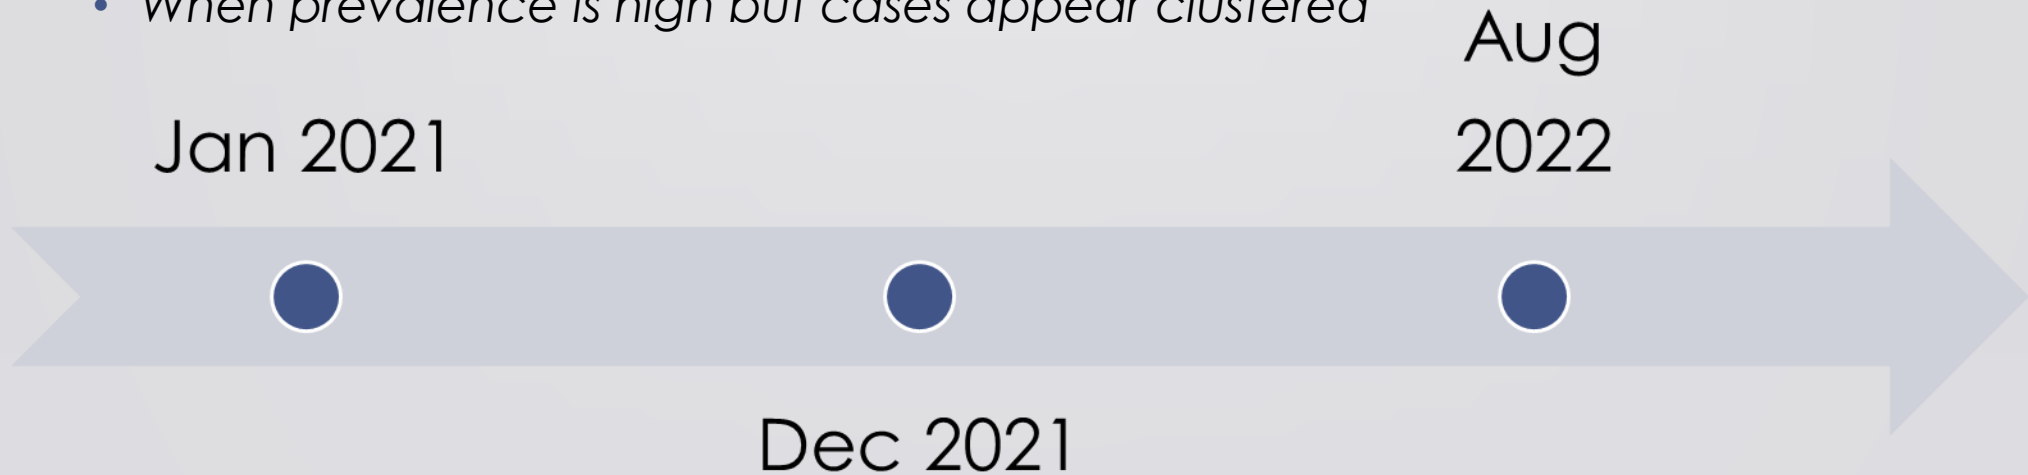 • When prevalence is high but cases appear clustered
Aug
2022
Jan 2021
Dec 2021